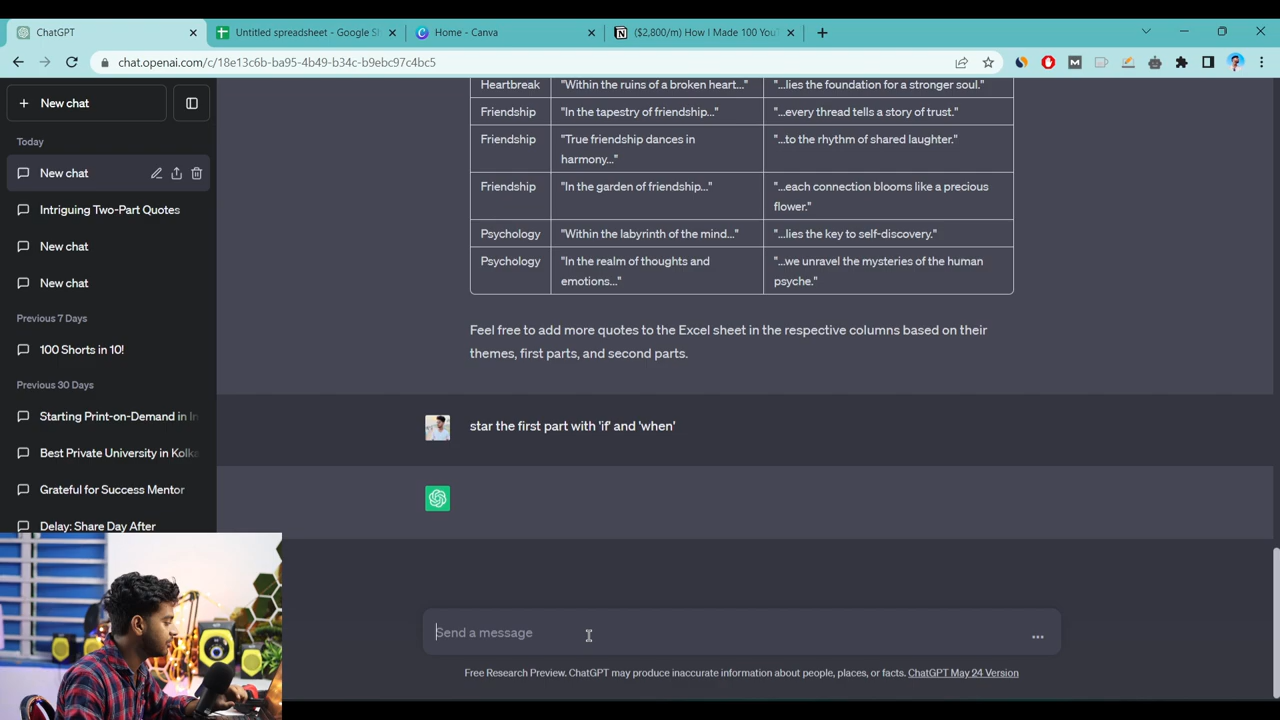 ChatGPT
Untitled spreadsheet - Google Sh
Home - Canva
($2,800/m) How I Made 100 YouT
chat.openai.com/c/18e13c6b-ba95-4b49-b34c-b9ebc97c4bc5
New chat
Today
New chat
Intriguing Two-Part Quotes
New chat
New chat
Previous 7 Days
100 Shorts in 10!
Previous 30 Days
Starting Print-on-Demand in In
Best Private University in Kolka
Grateful for Success Mentor
Delay: Share Day After
Heartbreak "Within the ruins of a broken heart..." "...lies the foundation for a stronger soul."
Friendship "In the tapestry of friendship..." "...every thread tells a story of trust."
Friendship "True friendship dances in "...to the rhythm of shared laughter."
harmony..."
Friendship "In the garden of friendship..." "...each connection blooms like a precious
flower."
Psychology "Within the labyrinth of the mind..." "...lies the key to self-discovery."
Psychology "In the realm of thoughts and "...we unravel the mysteries of the human
emotions..." psyche."
Feel free to add more quotes to the Excel sheet in the respective columns based on their
themes, first parts, and second parts.
star the first part with 'if' and 'when'
Send a message
Free Research Preview. ChatGPT may produce inaccurate information about people, places, or facts. ChatGPT May 24 Version